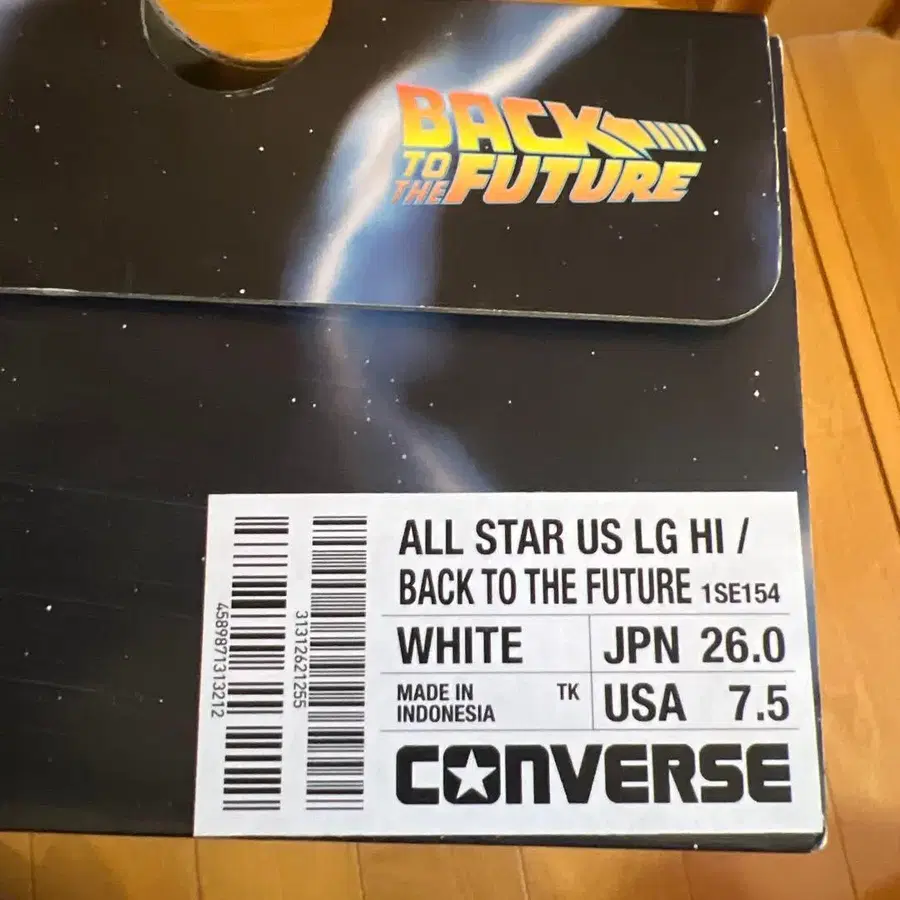 BACK
TO
THE FUTURE
ALL STAR US LG HI /
BACK TO THE FUTURE 1SE154
WHITE
JPN 26.0
MADE IN
INDONESIA
TK
USA 7.5
CONVERSE
4589871313212
31312621255